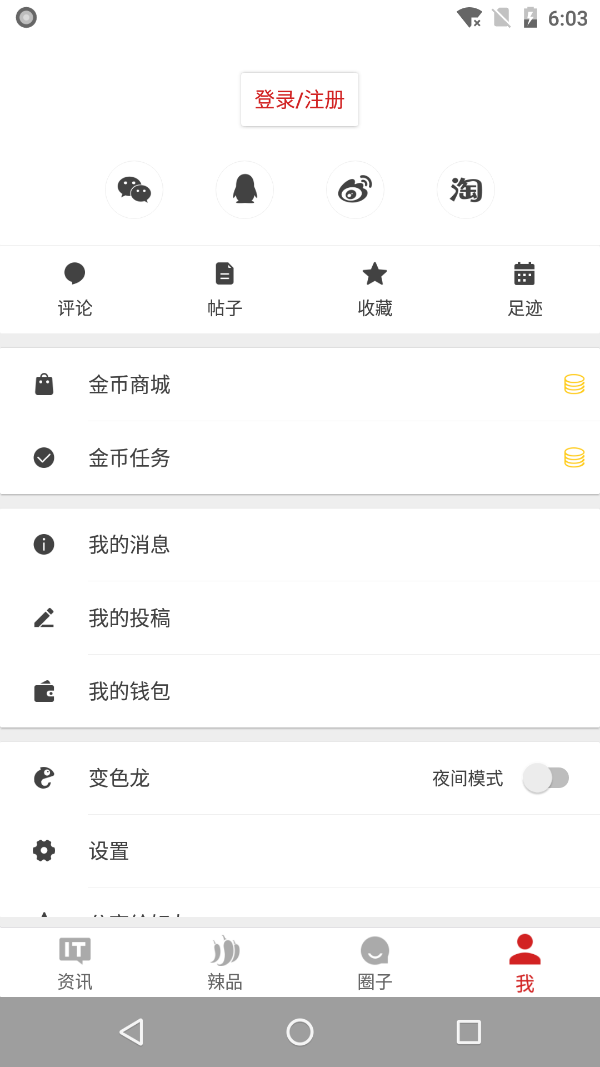 6:03
登录/注册
淘
评论 帖子 收藏 足迹
金币商城
金币任务
我的消息
我的投稿
我的钱包
变色龙 夜间模式
设置
IT
资讯 辣品 圈子 我